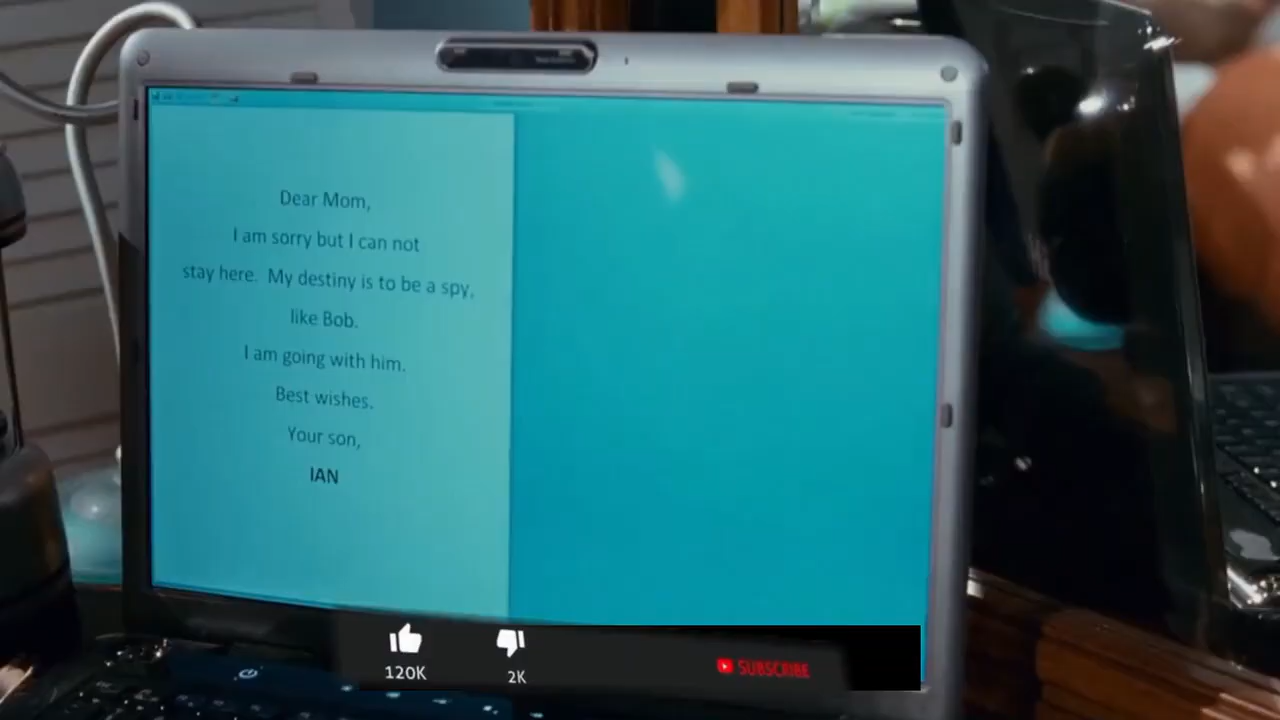 Dear Mom,
I am sorry but I can not
stay here.  My destiny is to be a spy,
like Bob.
I am going with him.
Best wishes.
Your son,
IAN
120K
2K
SUBSCRIBE